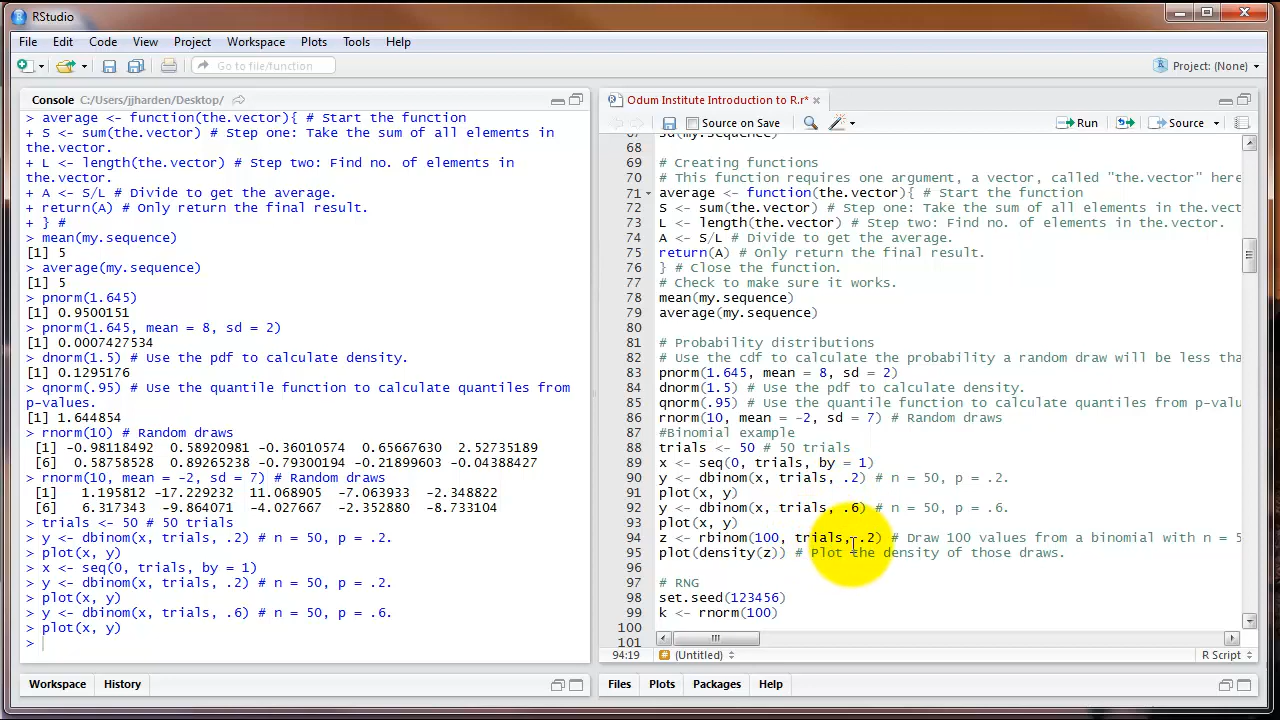 RStudio
File Edit Code View Project Workspace Plots Tools Help
Go to file/function
Project: (None)
Console C:/Users/jjharden/Desktop/
average <- function(the.vector){ # Start the function
+ S <- sum(the.vector) # Step one: Take the sum of all elements in
the.vector.
+ L <- length(the.vector) # Step two: Find no. of elements in
the.vector.
+ A <- S/L # Divide to get the average.
+ return(A) # Only return the final result.
+ } #
> mean(my.sequence)
[1] 5
> average(my.sequence)
[1] 5
> pnorm(1.645)
[1] 0.9500151
> pnorm(1.645, mean = 8, sd = 2)
[1] 0.0007427534
> dnorm(1.5) # Use the pdf to calculate density.
[1] 0.1295176
> qnorm(.95) # Use the quantile function to calculate quantiles from
p-values.
[1] 1.644854
> rnorm(10) # Random draws
[1] -0.98118492 0.58920981 -0.36010574 0.65667630 2.52735189
[6] 0.58758528 0.89265238 -0.79300194 -0.21899603 -0.04388427
> rnorm(10, mean = -2, sd = 7) # Random draws
[1] 1.195812 -17.229232 11.068905 -7.063933 -2.348822
[6] 6.317343 -9.864071 -4.027667 -2.352880 -8.733104
> trials <- 50 # 50 trials
> y <- dbinom(x, trials, .2) # n = 50, p = .2.
> plot(x, y)
> x <- seq(0, trials, by = 1)
> y <- dbinom(x, trials, .2) # n = 50, p = .2.
> plot(x, y)
> y <- dbinom(x, trials, .6) # n = 50, p = .6.
> plot(x, y)
>
Workspace History
Odum Institute Introduction to R.r*
Source on Save Run Source
67 sd(my.sequence)
68
69 # Creating functions
70 # This function requires one argument, a vector, called "the.vector" here
71 average <- function(the.vector){ # Start the function
72 S <- sum(the.vector) # Step one: Take the sum of all elements in the.vect
73 L <- length(the.vector) # Step two: Find no. of elements in the.vector.
74 A <- S/L # Divide to get the average.
75 return(A) # Only return the final result.
76 } # Close the function.
77 # Check to make sure it works.
78 mean(my.sequence)
79 average(my.sequence)
80
81 # Probability distributions
82 # Use the cdf to calculate the probability a random draw will be less tha
83 pnorm(1.645, mean = 8, sd = 2)
84 dnorm(1.5) # Use the pdf to calculate density.
85 qnorm(.95) # Use the quantile function to calculate quantiles from p-valu
86 rnorm(10, mean = -2, sd = 7) # Random draws
87 #Binomial example
88 trials <- 50 # 50 trials
89 x <- seq(0, trials, by = 1)
90 y <- dbinom(x, trials, .2) # n = 50, p = .2.
91 plot(x, y)
92 y <- dbinom(x, trials, .6) # n = 50, p = .6.
93 plot(x, y)
94 z <- rbinom(100, trials, .2) # Draw 100 values from a binomial with n = 5
95 plot(density(z)) # Plot the density of those draws.
96
97 # RNG
98 set.seed(123456)
99 k <- rnorm(100)
100
101
94:19 (Untitled) R Script
Files Plots Packages Help